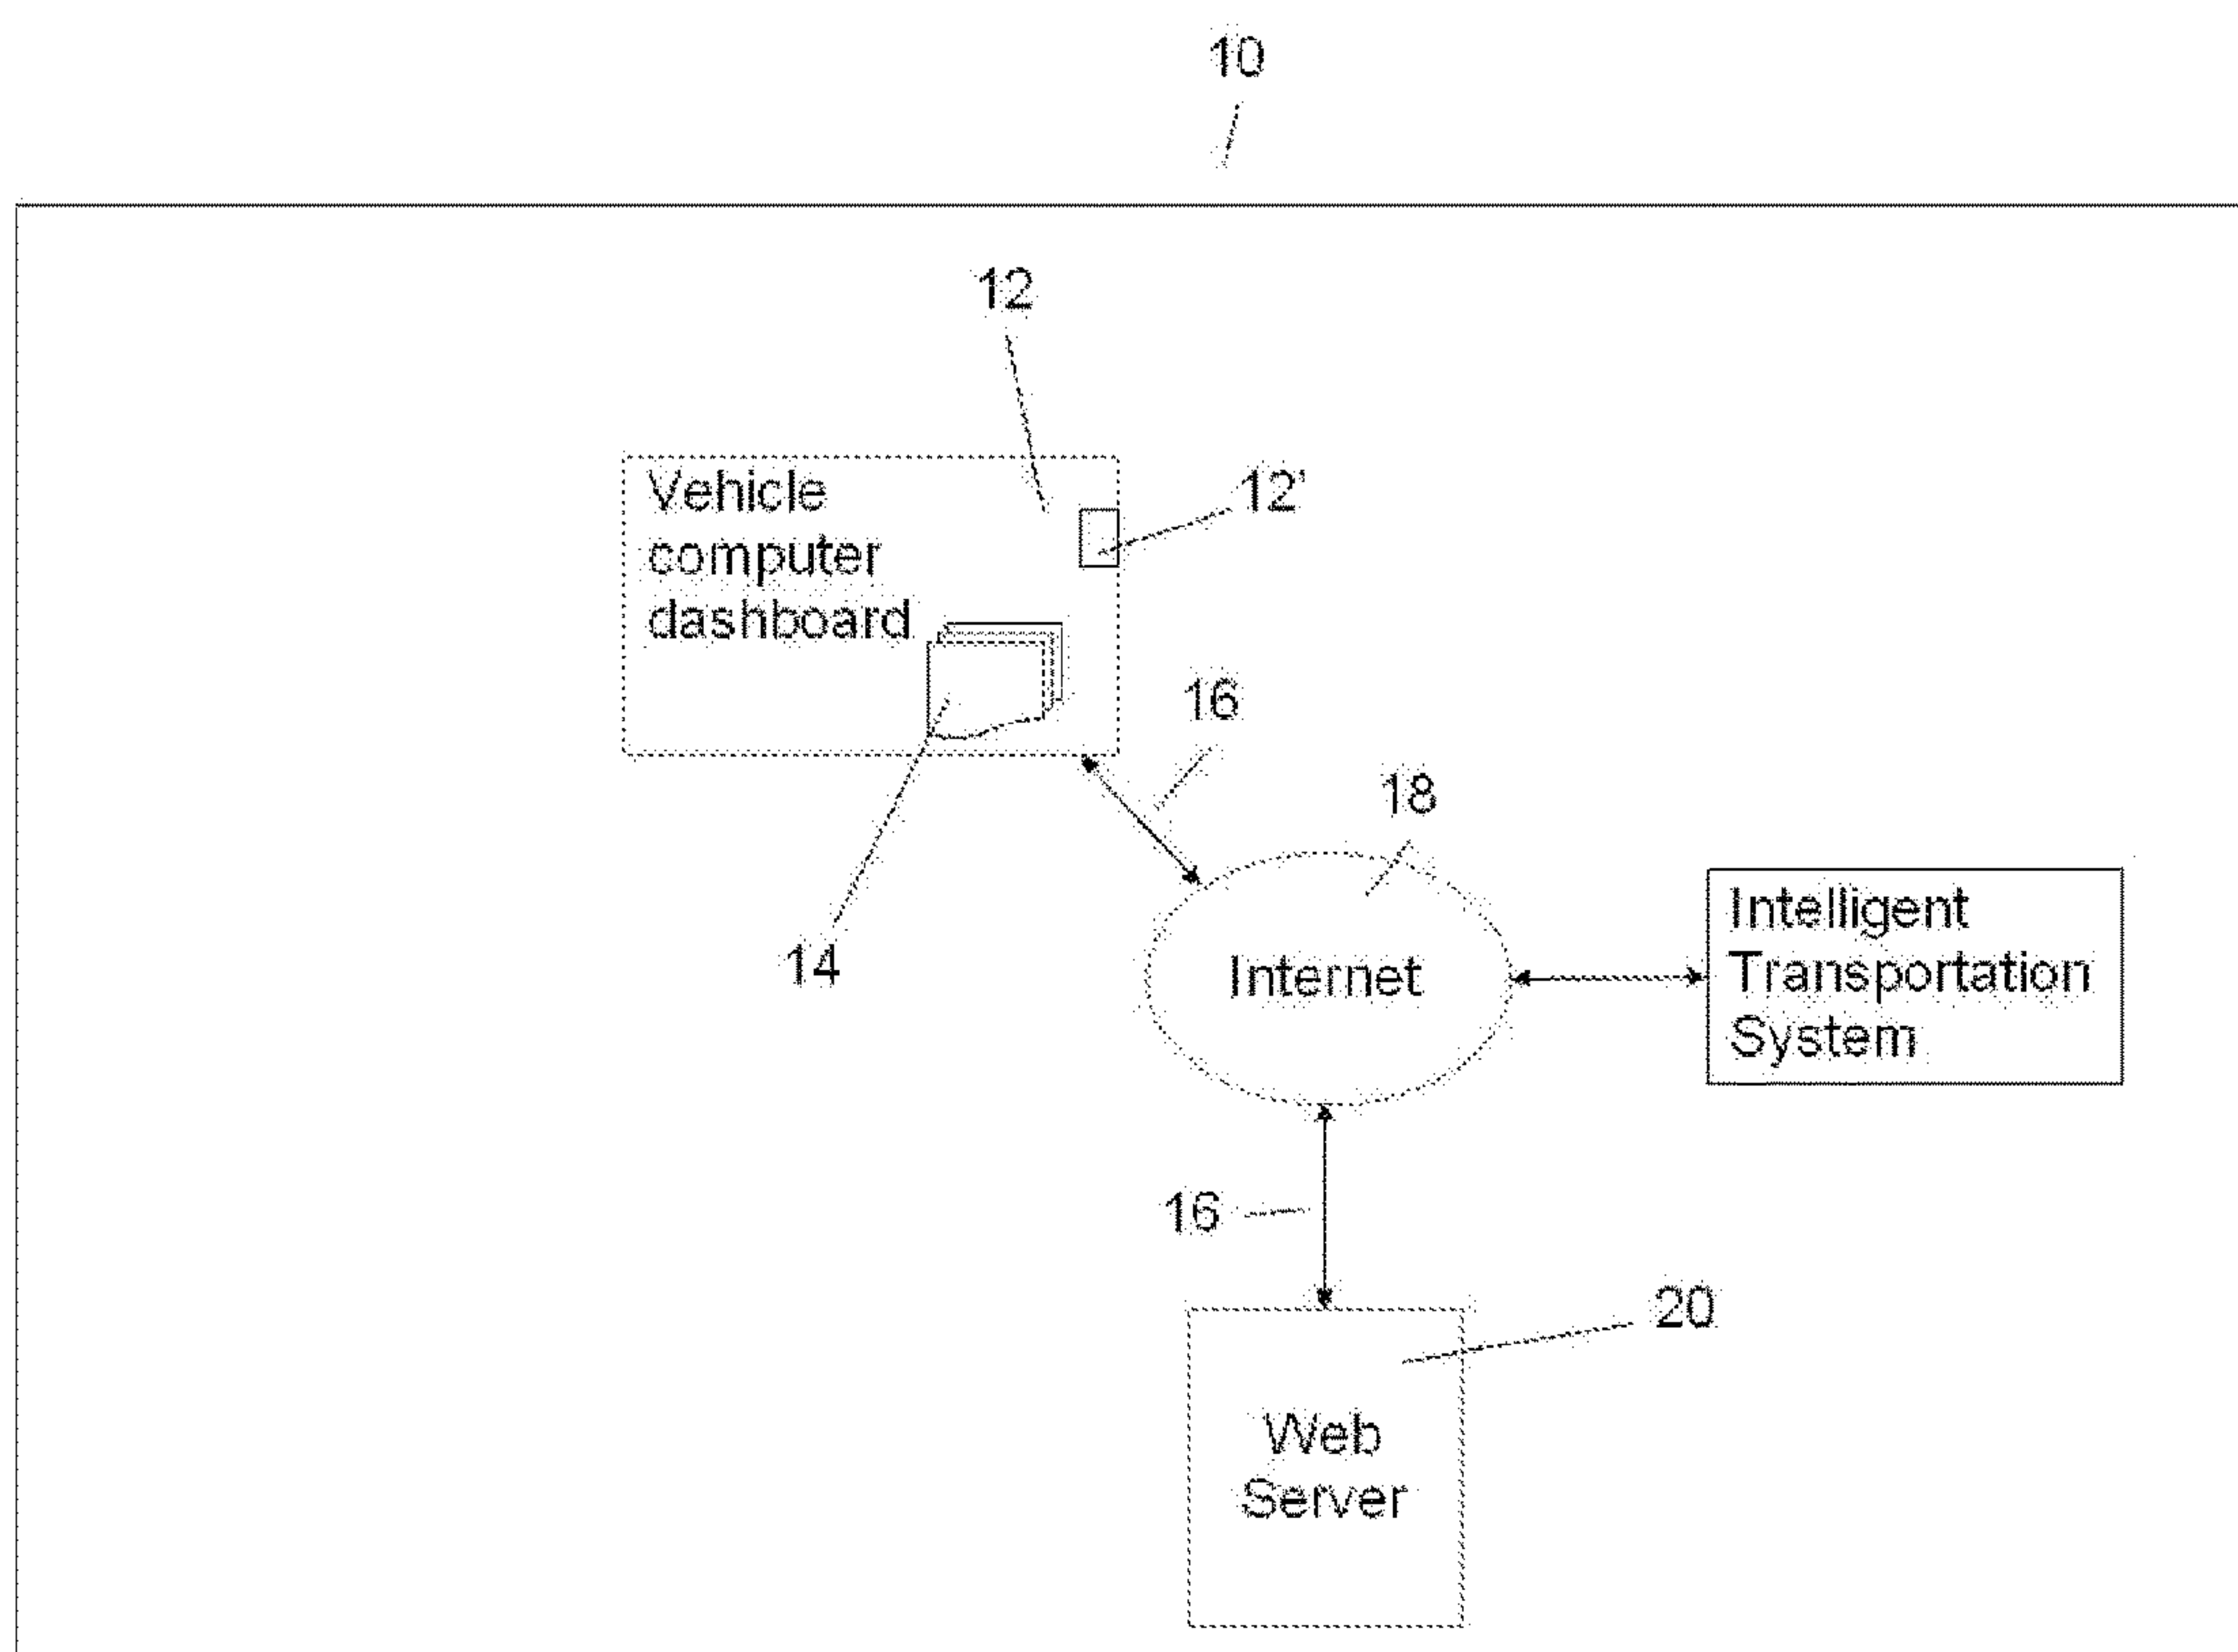 10
12
Vehicle
computer
dashboard
12'
16
18
14
Internet
Intelligent
Transportation
System
16
20
Web
Server